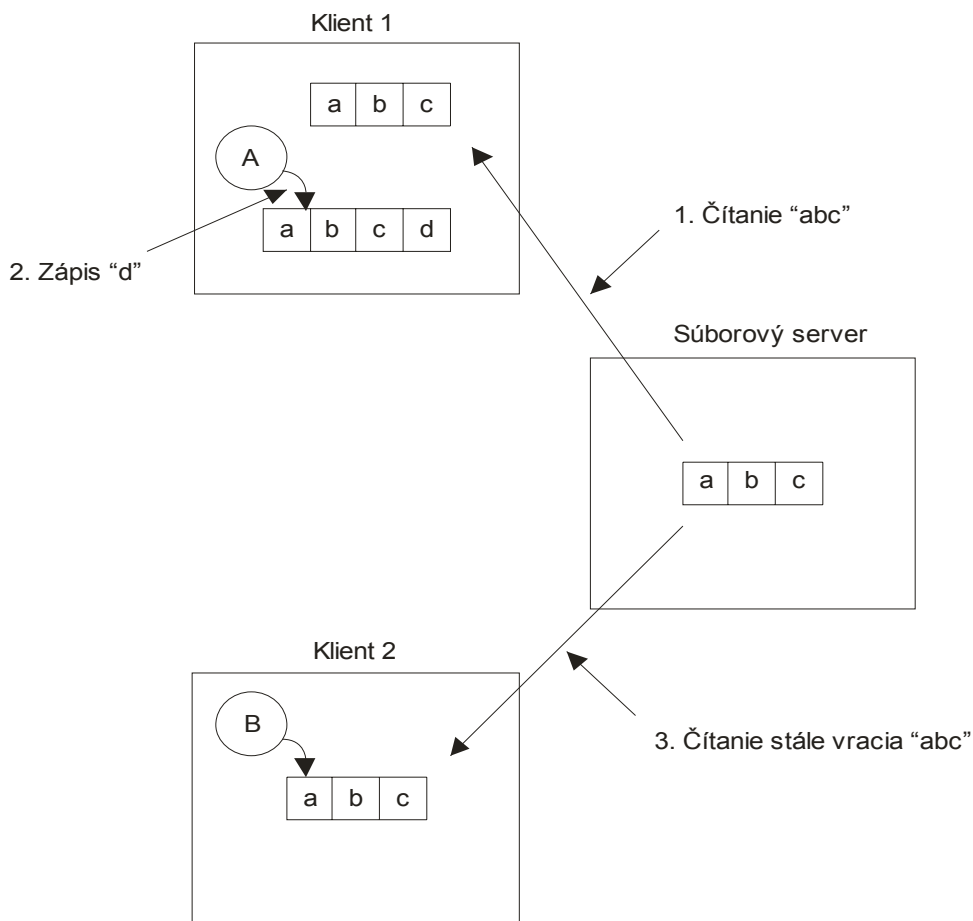 Klient 1
a b c
A
a b c d
1. Čítanie “abc”
2. Zápis “d”
Súborový server
a b c
Klient 2
B
3. Čítanie stále vracia “abc”
a b c